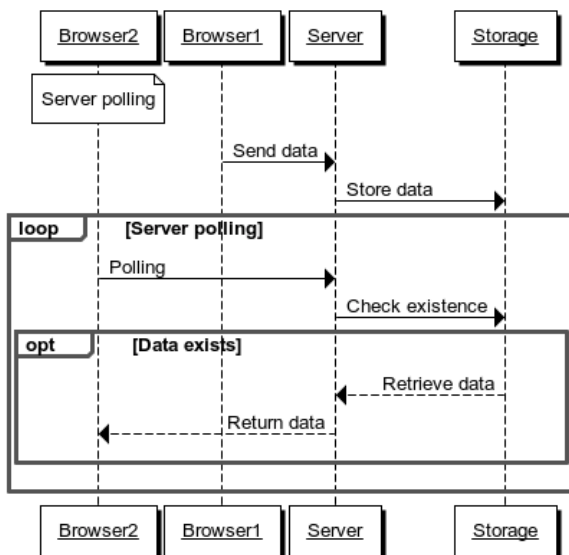 Browser2
Browser1
Server
Storage
Server polling
Send data
Store data
loop
[Server polling]
Polling
Check existence
opt
[Data exists]
Retrieve data
Return data
Browser2
Browser1
Server
Storage